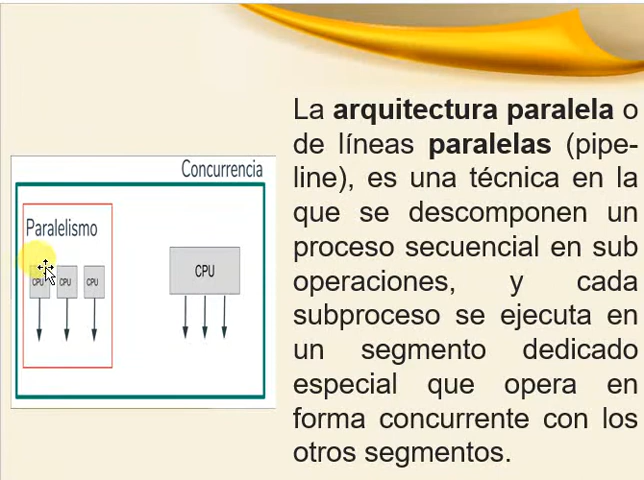 Concurrencia
Paralelismo
CPU CPU CPU
CPU
La arquitectura paralela o
de líneas paralelas (pipe-
line), es una técnica en la
que se descomponen un
proceso secuencial en sub
operaciones, y cada
subproceso se ejecuta en
un segmento dedicado
especial que opera en
forma concurrente con los
otros segmentos.